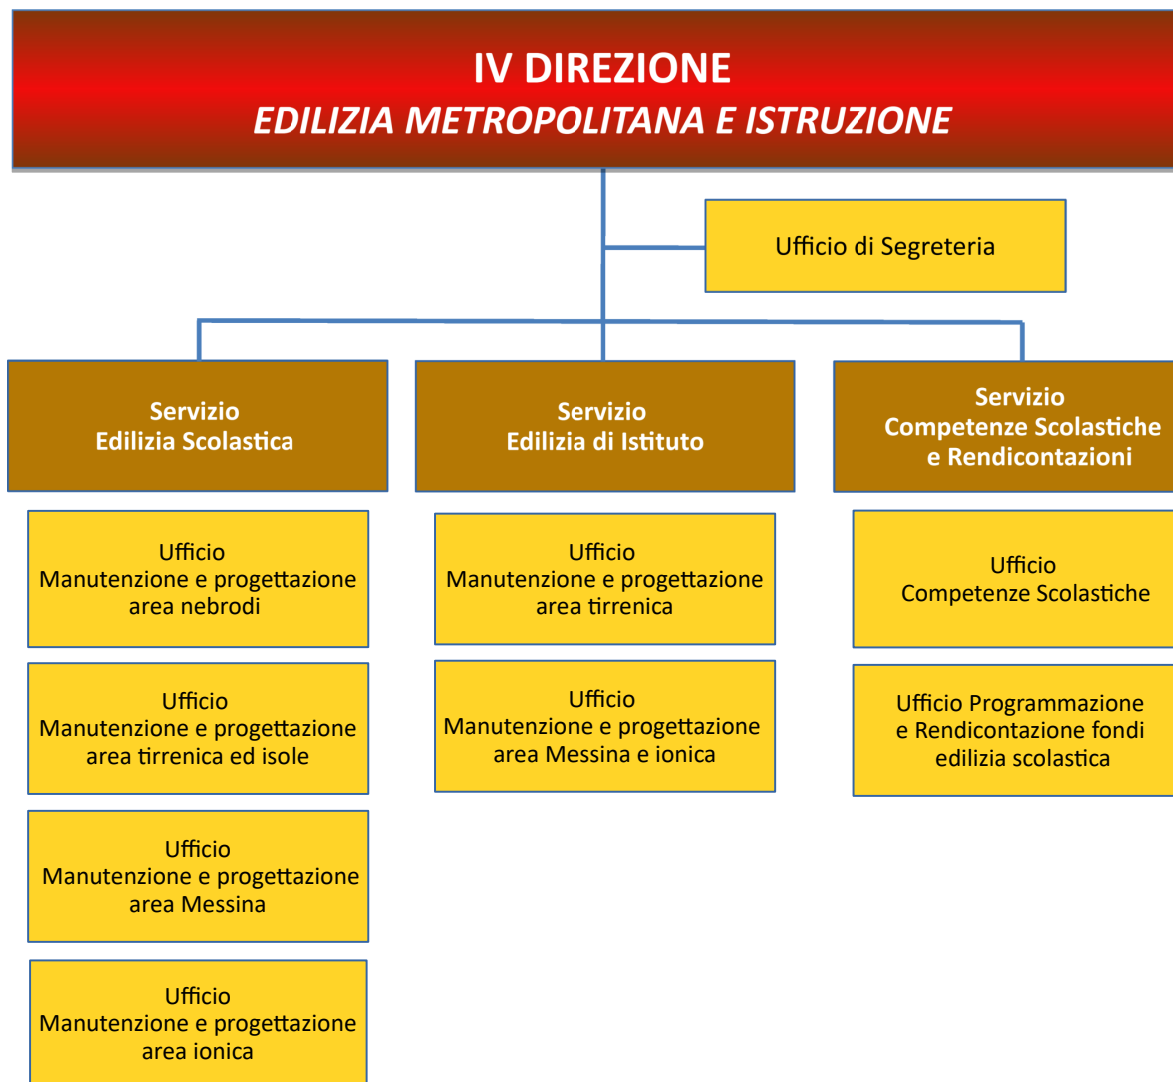 IV DIREZIONE
EDILIZIA METROPOLITANA E ISTRUZIONE
Ufficio di Segreteria
Servizio
Edilizia Scolastica
Ufficio
Manutenzione e progettazione
area nebrodi
Ufficio
Manutenzione e progettazione
area tirrenica ed isole
Ufficio
Manutenzione e progettazione
area Messina
Ufficio
Manutenzione e progettazione
area ionica
Servizio
Edilizia di Istituto
Ufficio
Manutenzione e progettazione
area tirrenica
Ufficio
Manutenzione e progettazione
area Messina e ionica
Servizio
Competenze Scolastiche
e Rendicontazioni
Ufficio
Competenze Scolastiche
Ufficio Programmazione
e Rendicontazione fondi
edilizia scolastica